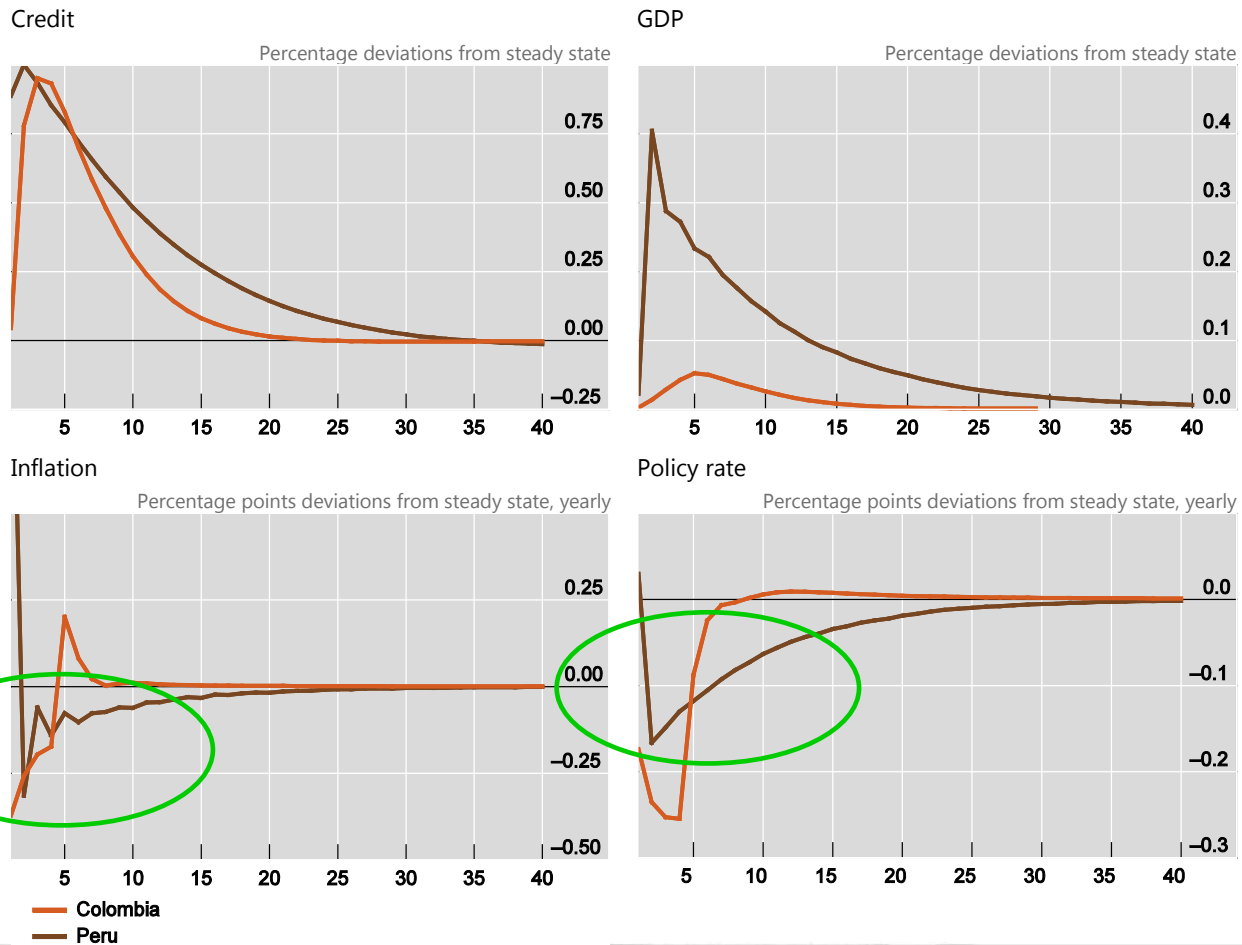 Credit
Percentage deviations from steady state
0.75
0.50
0.25
0.00
–0.25
5 10 15 20 25 30 35 40
GDP
Percentage deviations from steady state
0.4
0.3
0.2
0.1
0.0
5 10 15 20 25 30 35 40
Inflation
Percentage points deviations from steady state, yearly
0.25
0.00
–0.25
–0.50
5 10 15 20 25 30 35 40
Policy rate
Percentage points deviations from steady state, yearly
0.0
–0.1
–0.2
–0.3
5 10 15 20 25 30 35 40
Colombia
Peru